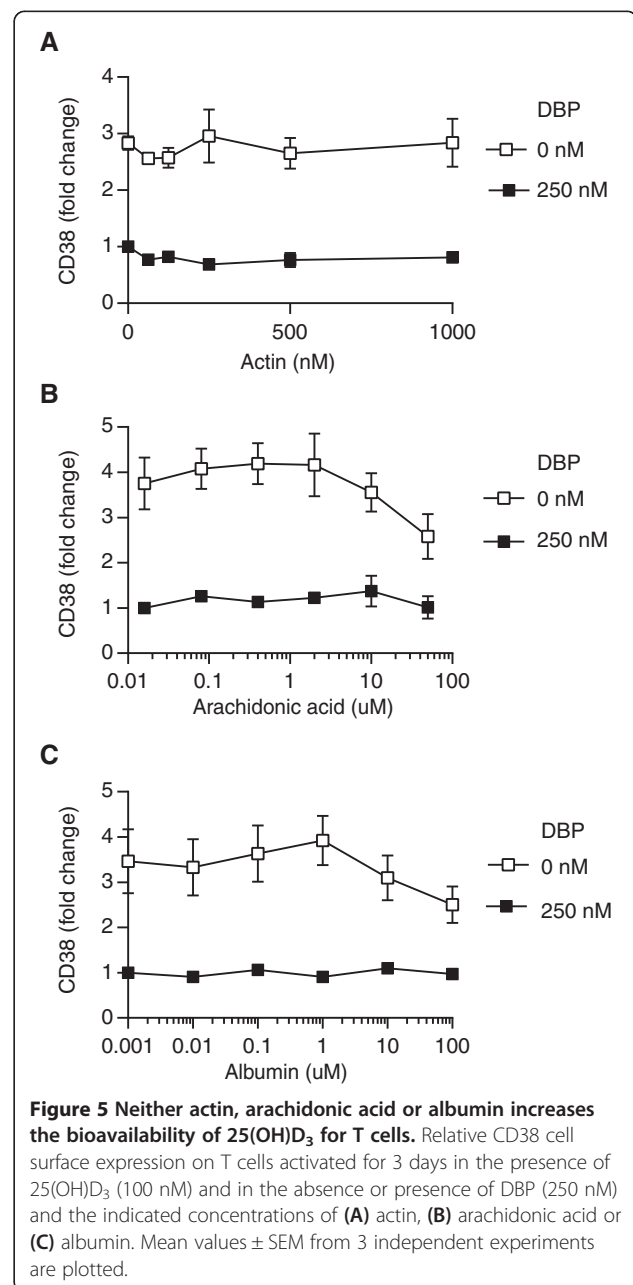 A
4
3
2
1
0
CD38 (fold change)
DBP
0 nM
250 nM
0
500
1000
Actin (nM)
B
5
4
3
2
1
0
CD38 (fold change)
DBP
0 nM
250 nM
0.01
0.1
1
10
100
Arachidonic acid (uM)
C
5
4
3
2
1
0
CD38 (fold change)
DBP
0 nM
250 nM
0.001
0.01
0.1
1
10
100
Albumin (uM)
Figure 5 Neither actin, arachidonic acid or albumin increases
the bioavailability of 25(OH)D₃ for T cells. Relative CD38 cell
surface expression on T cells activated for 3 days in the presence of
25(OH)D₃ (100 nM) and in the absence or presence of DBP (250 nM)
and the indicated concentrations of (A) actin, (B) arachidonic acid or
(C) albumin. Mean values ± SEM from 3 independent experiments
are plotted.